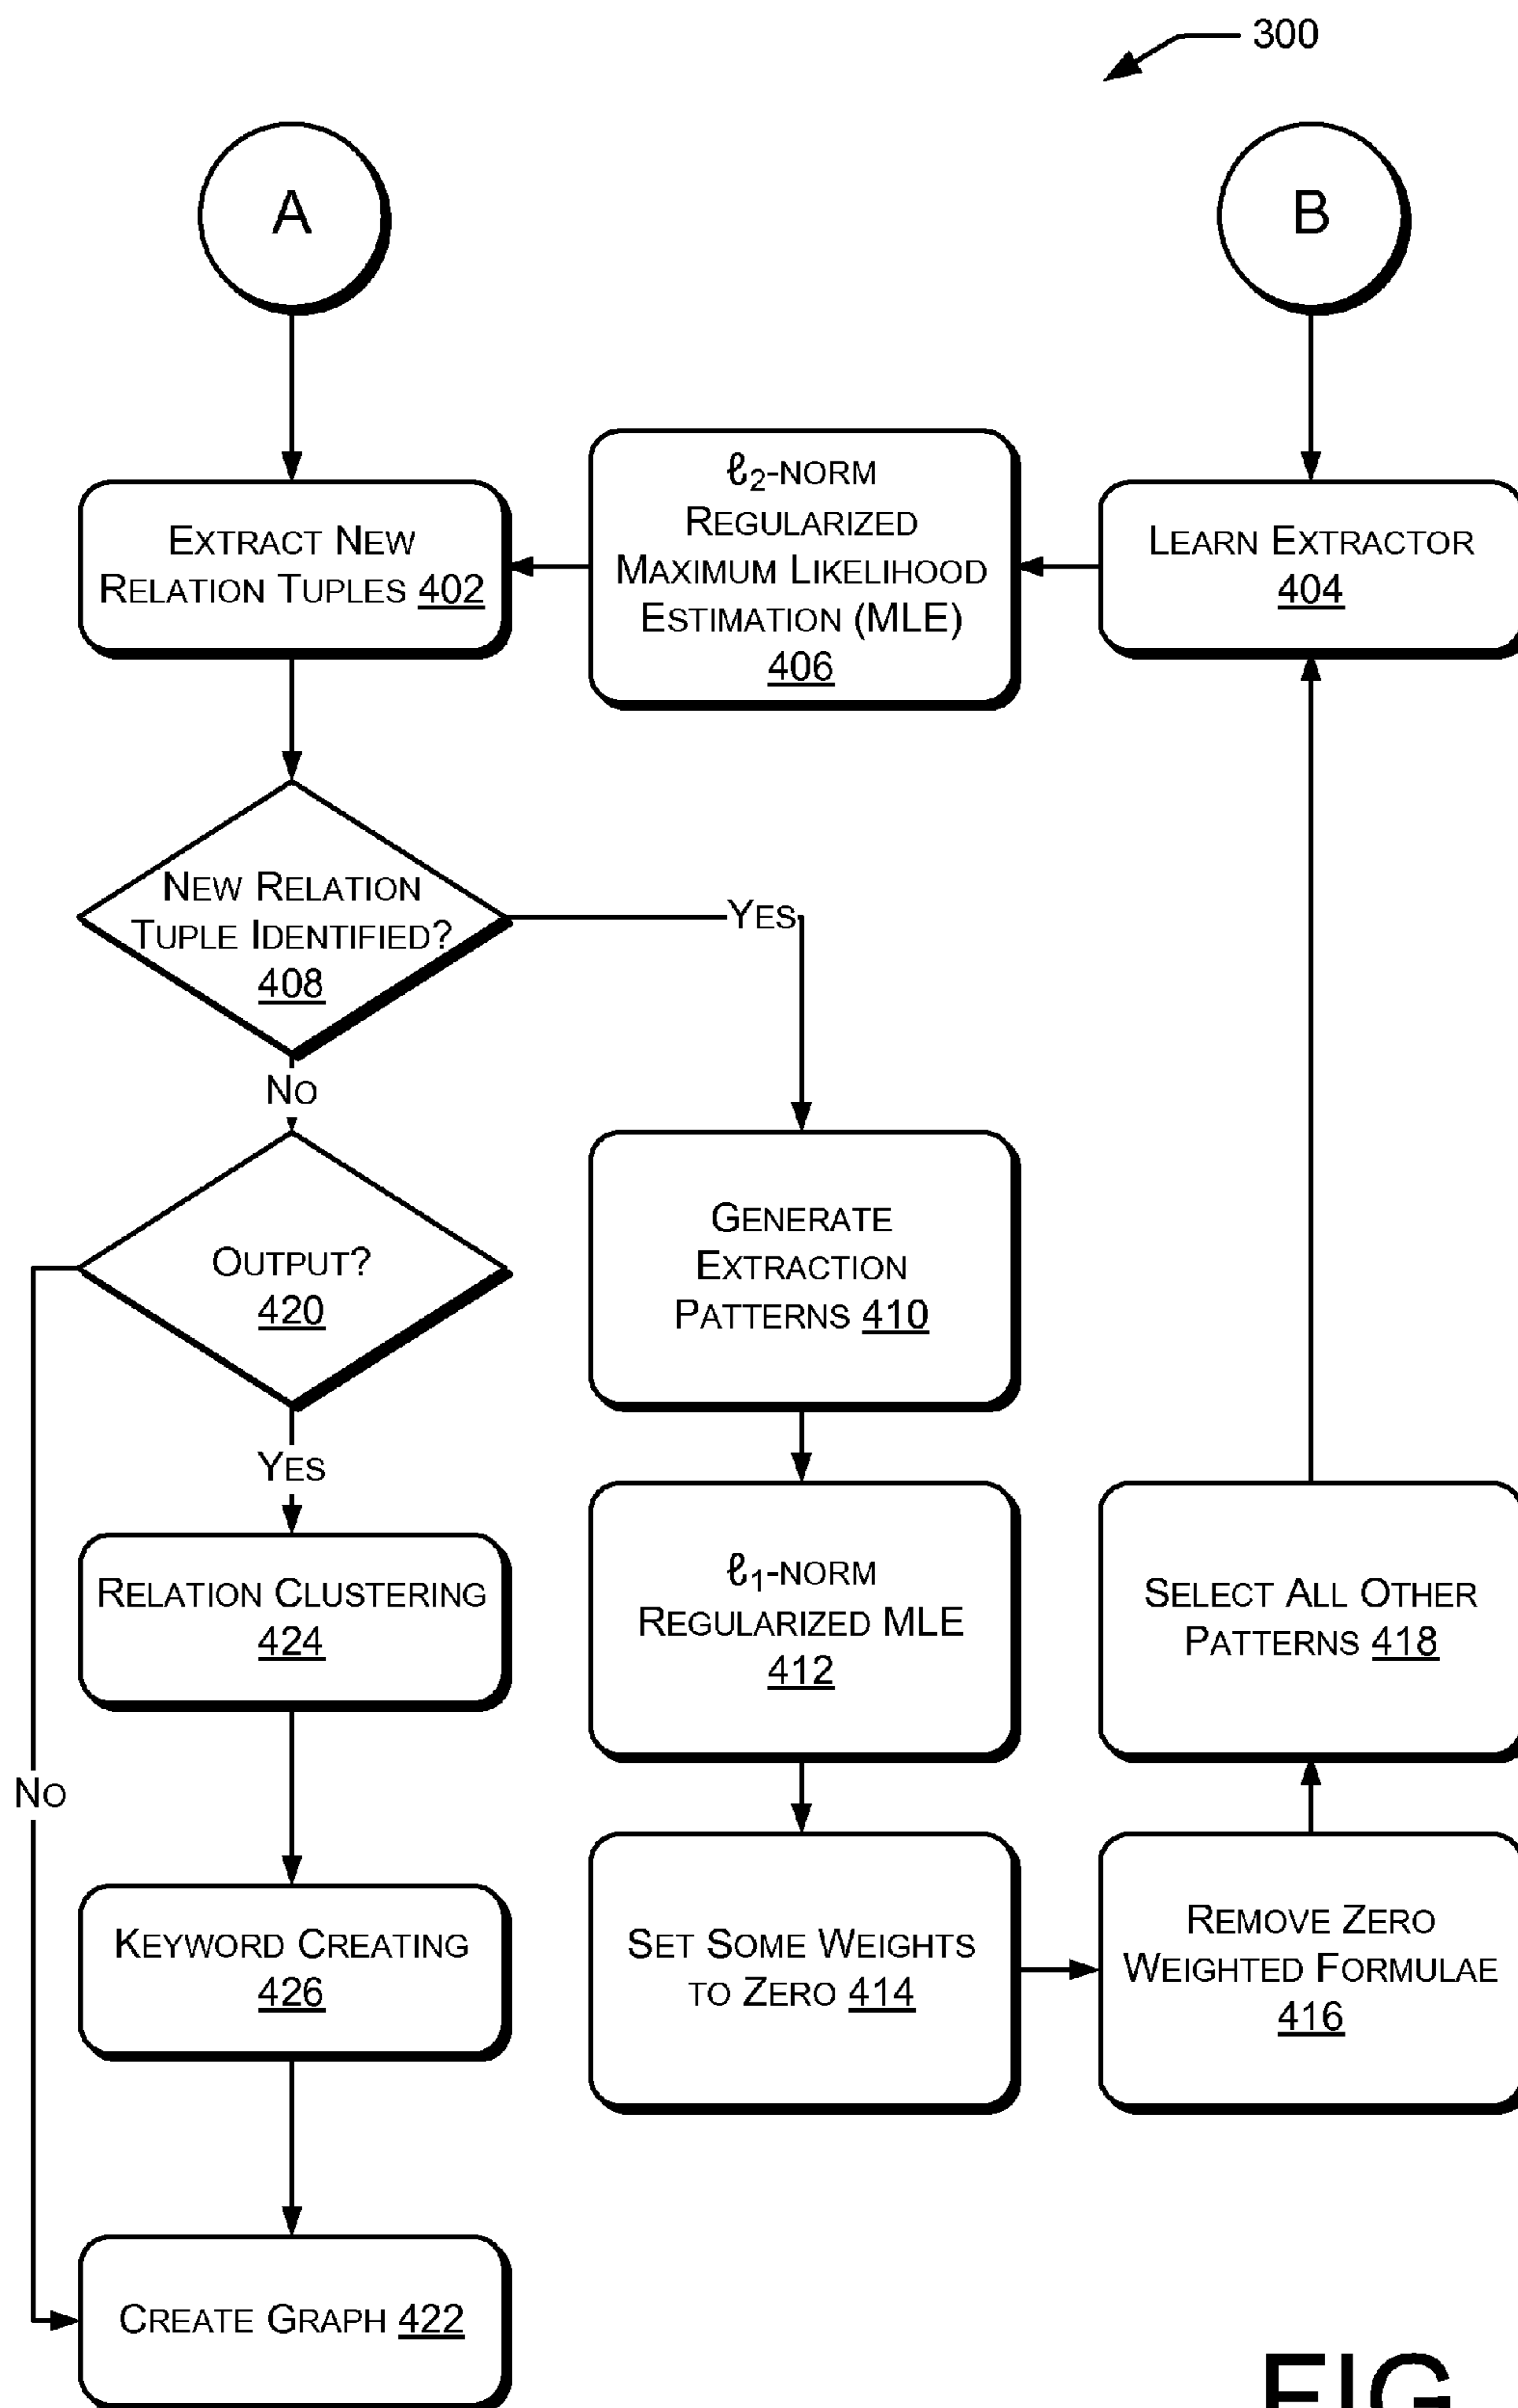 300
A
B
EXTRACT NEW
RELATION TUPLES 402
ℓ2-NORM
REGULARIZED
MAXIMUM LIKELIHOOD
ESTIMATION (MLE)
406
LEARN EXTRACTOR
404
NEW RELATION
TUPLE IDENTIFIED?
408
YES
NO
OUTPUT?
420
GENERATE
EXTRACTION
PATTERNS 410
YES
RELATION CLUSTERING
424
ℓ1-NORM
REGULARIZED MLE
412
SELECT ALL OTHER
PATTERNS 418
NO
KEYWORD CREATING
426
SET SOME WEIGHTS
TO ZERO 414
REMOVE ZERO
WEIGHTED FORMULAE
416
CREATE GRAPH 422
FIG